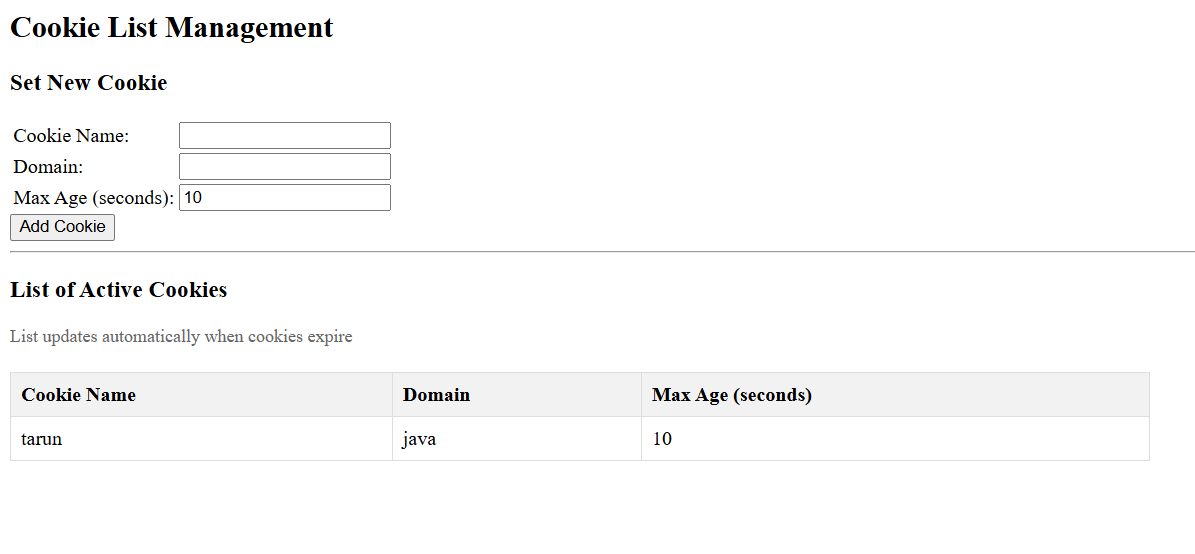 Cookie List Management
Set New Cookie
Cookie Name:
Domain:
Max Age (seconds): 10
Add Cookie
List of Active Cookies
List updates automatically when cookies expire
Cookie Name Domain Max Age (seconds)
tarun java 10